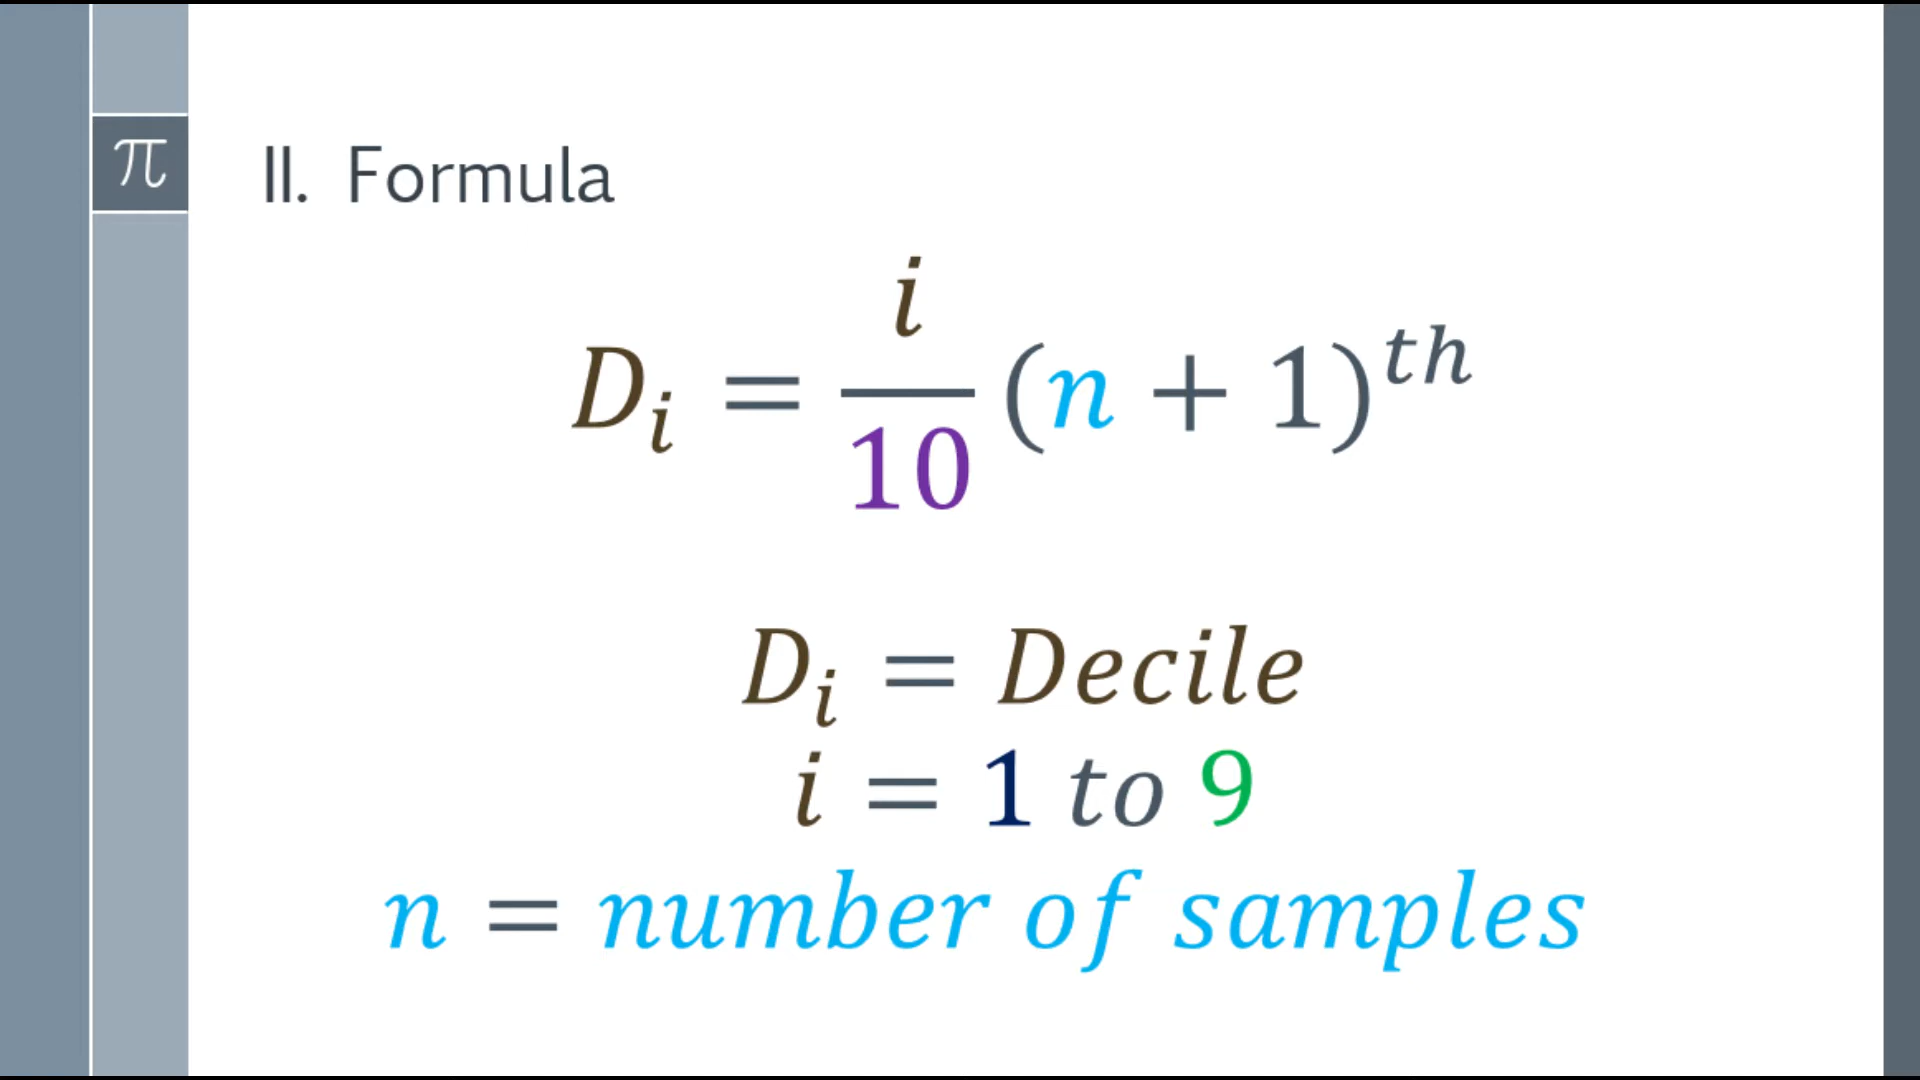 π
II. Formula
D_i = i/10 (n + 1)^th
D_i = Decile
i = 1 to 9
n = number of samples